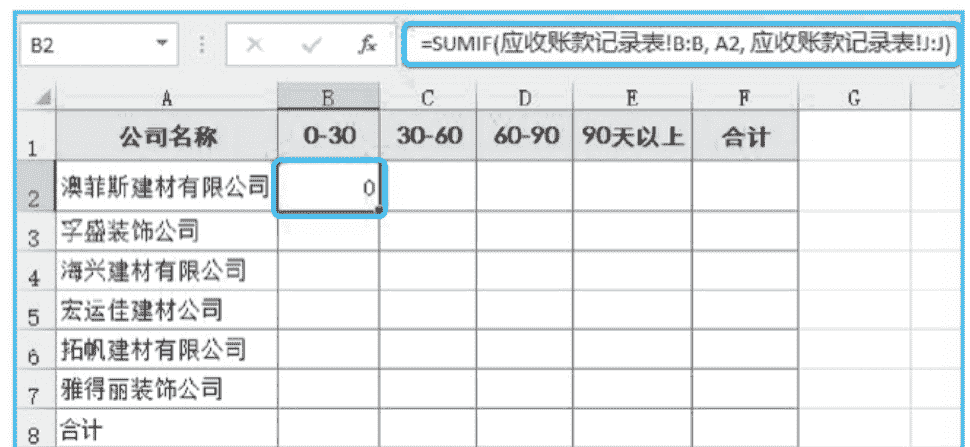 B2 fx =SUMIF(应收账款记录表!B:B, A2, 应收账款记录表!J:J)
A B C D E F G
1 公司名称 0-30 30-60 60-90 90天以上 合计
2 澳菲斯建材有限公司 0
3 孚盛装饰公司
4 海兴建材有限公司
5 宏运佳建材公司
6 拓帆建材有限公司
7 雅得丽装饰公司
8 合计